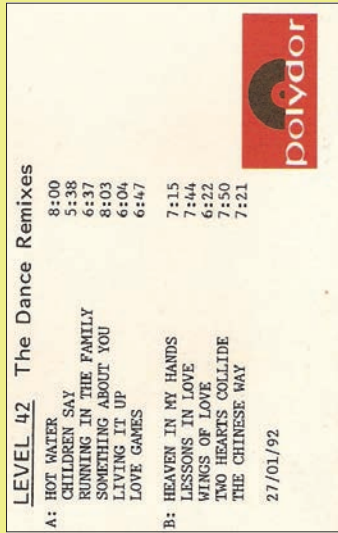 LEVEL 42 The Dance Remixes
A: HOT WATER 8:00
CHILDREN SAY 5:38
RUNNING IN THE FAMILY 6:37
SOMETHING ABOUT YOU 8:03
LIVING IT UP 6:04
LOVE GAMES 6:47
B: HEAVEN IN MY HANDS 7:15
LESSONS IN LOVE 7:44
WINGS OF LOVE 6:22
TWO HEARTS COLLIDE 7:50
THE CHINESE WAY 7:21
27/01/92
polydor